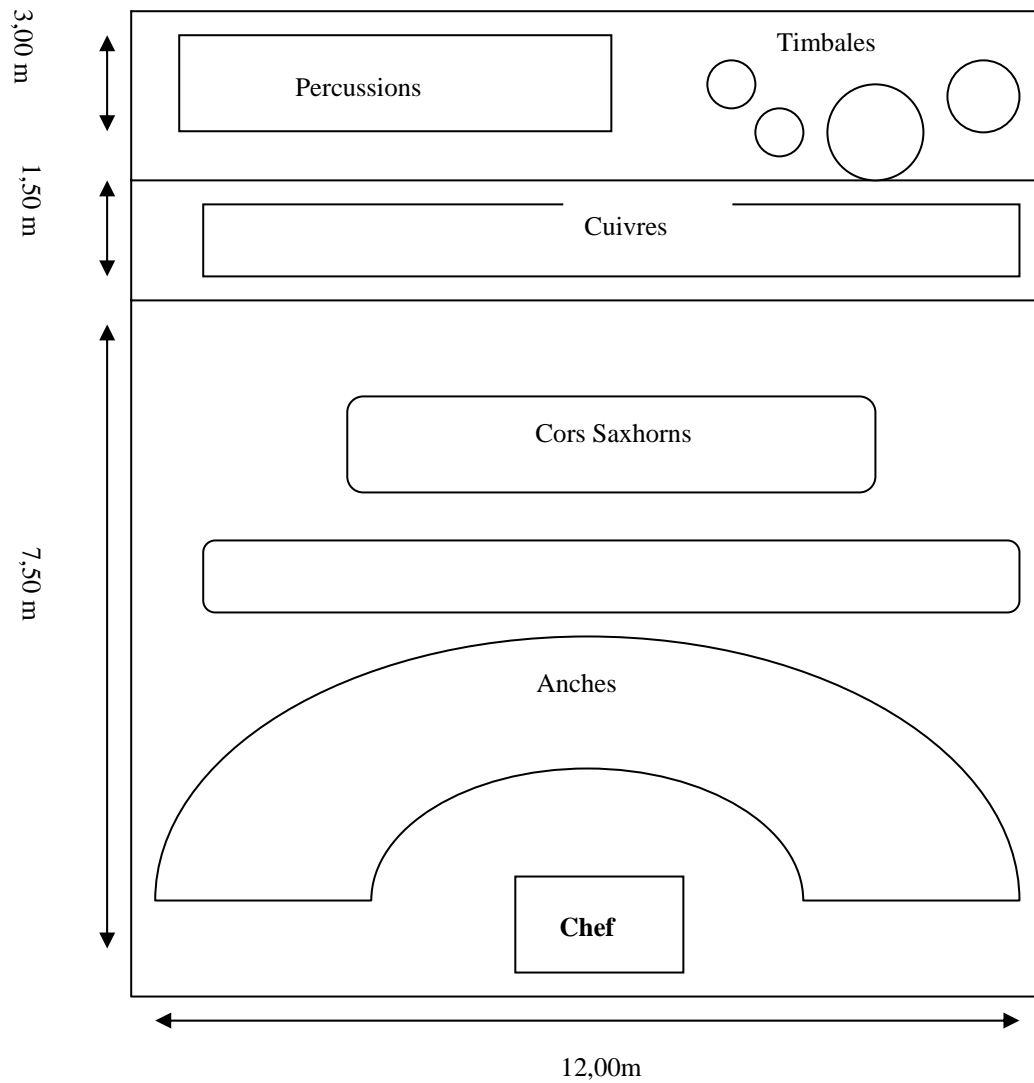 3,00 m
Timbales
Percussions
1,50 m
Cuivres
Cors Saxhorns
7,50 m
Anches
Chef
12,00m